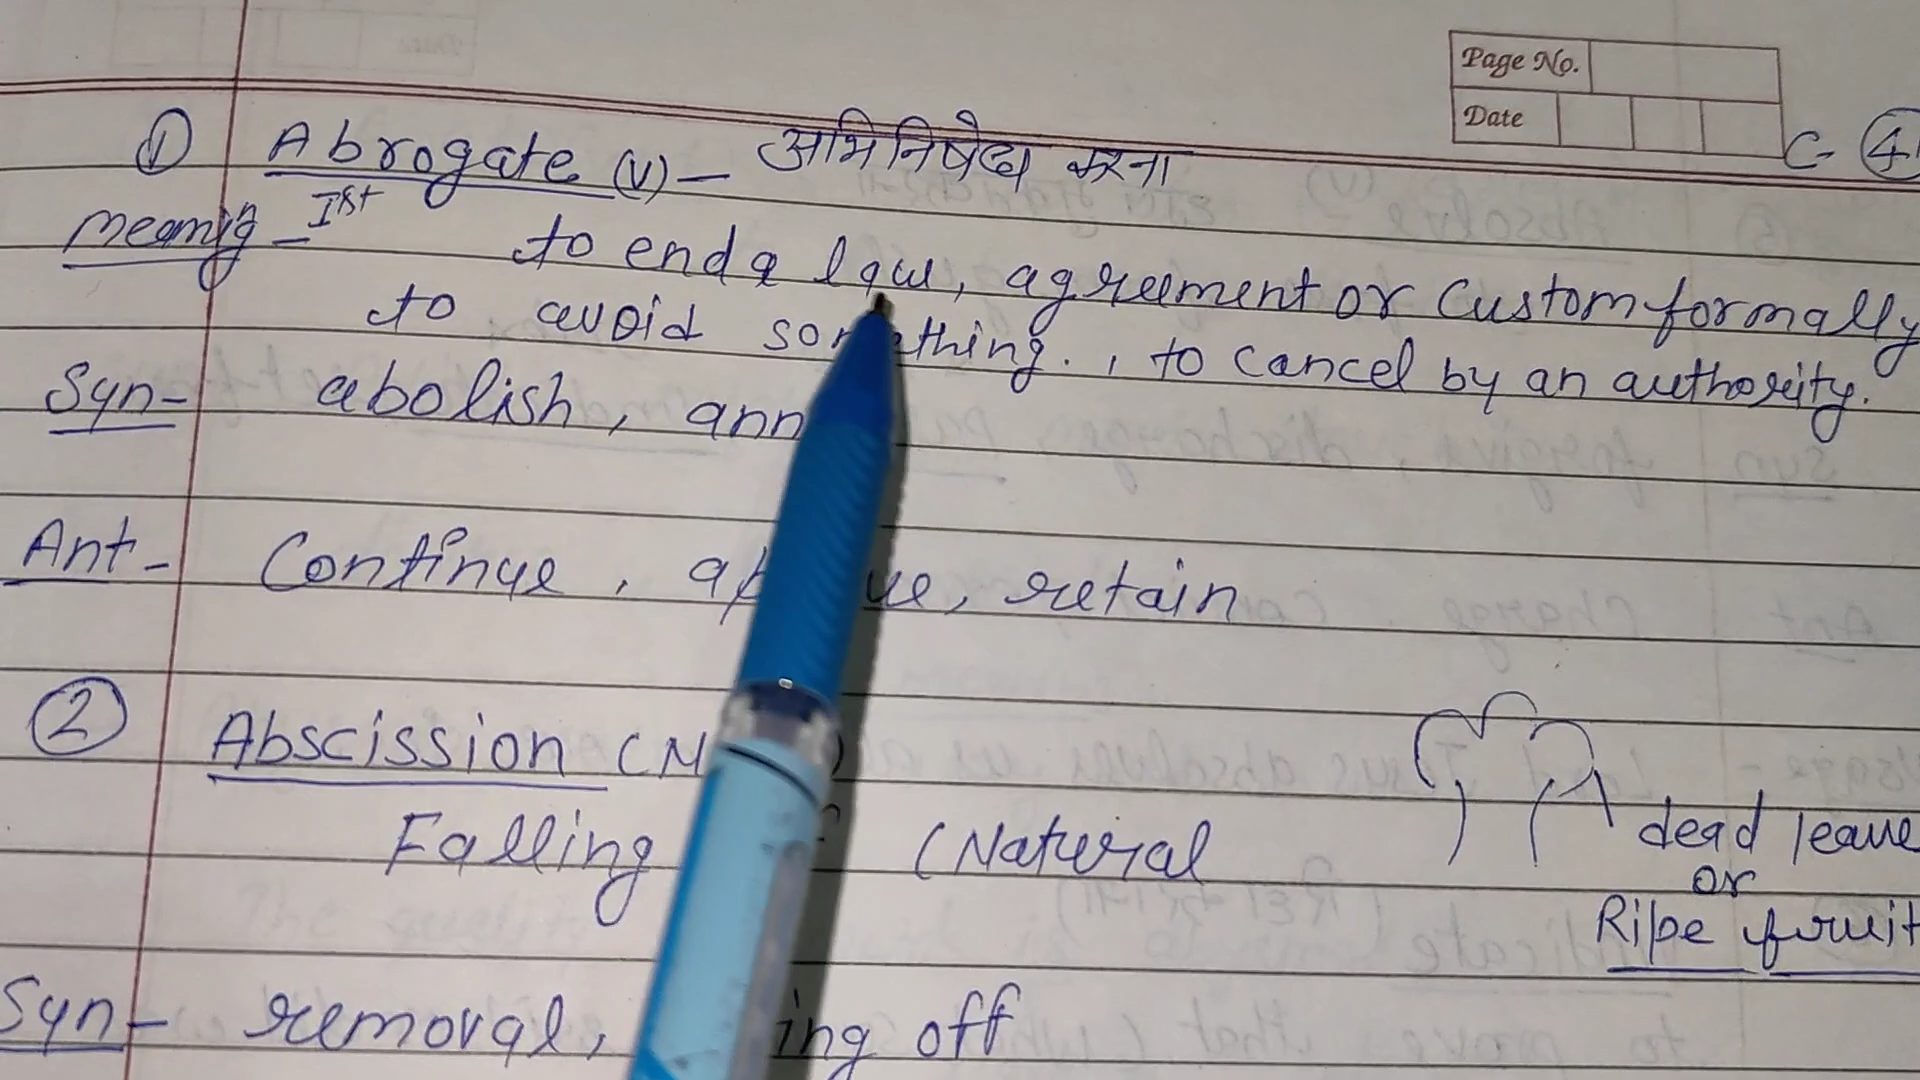 Page No.
Date
C- 4
1 Abrogate (V) – अभिनिषेध करना
Meaning – Ist to end a law, agreement or Custom formally
to avoid something. , to cancel by an authority.
Syn- abolish,
Ant- Continue , retain
2 Abscission
Falling (Natural
dead leave
or
Ripe fruit
Syn- removal, off